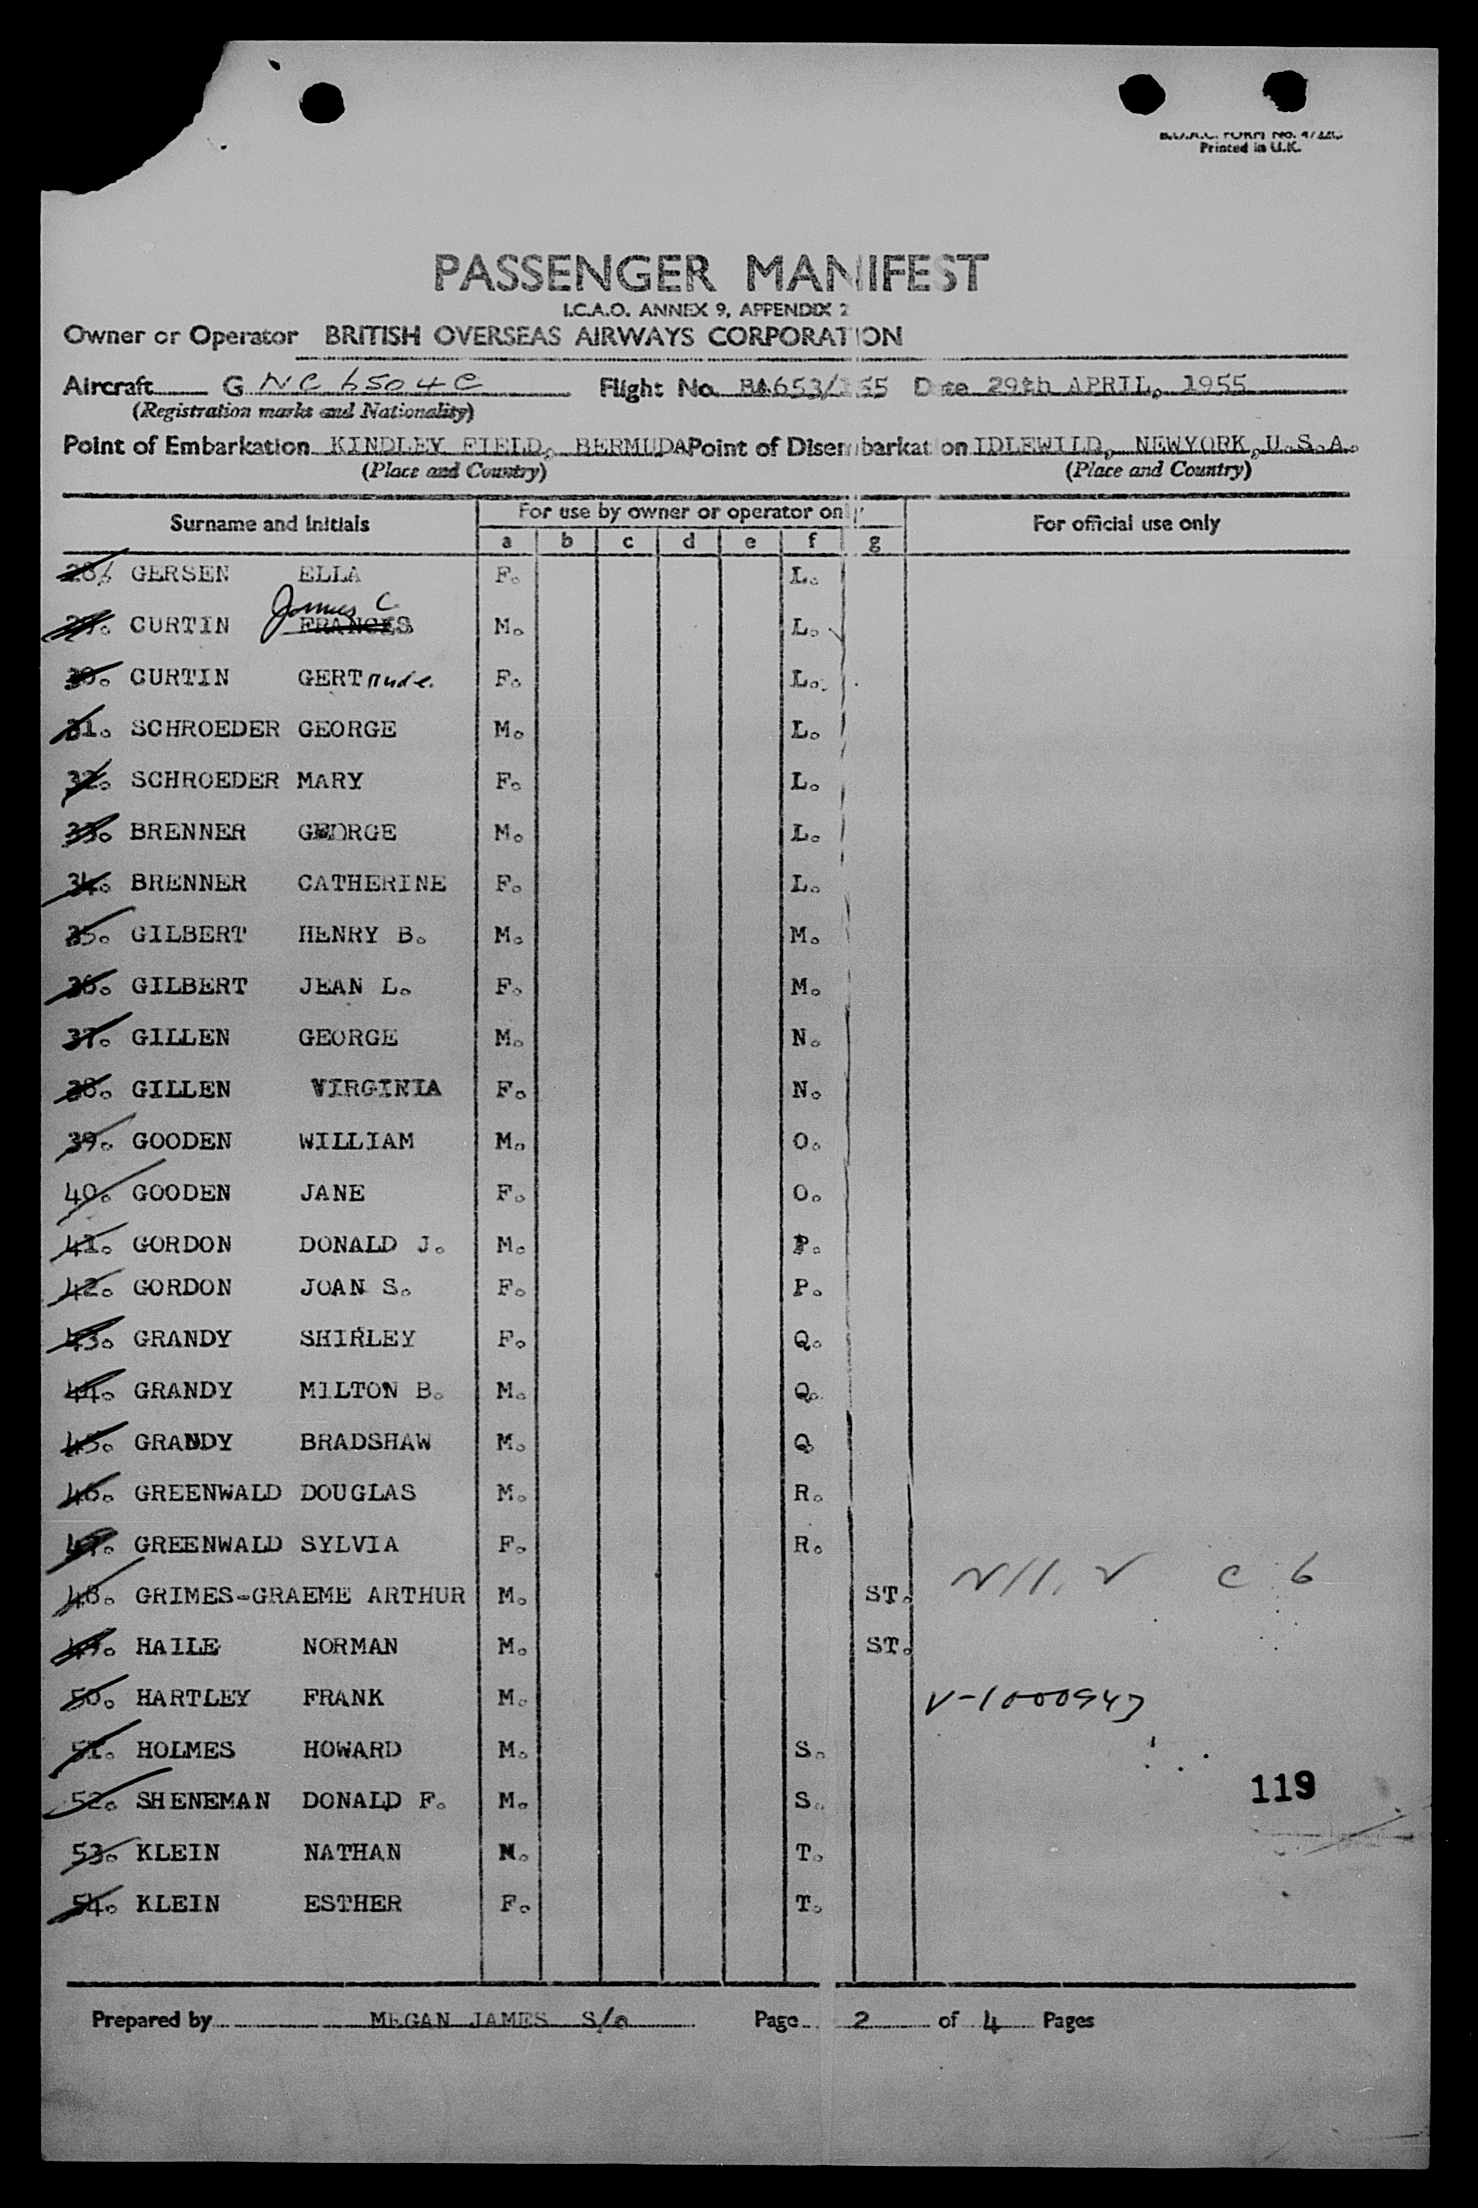 Printed in U.K.
PASSENGER MANIFEST
I.C.A.O. ANNEX 9, APPENDIX 2
Owner or Operator BRITISH OVERSEAS AIRWAYS CORPORATION
Aircraft G NC 6504C Flight No. BA653/155 Date 29th APRIL, 1955
(Registration marks and Nationality)
Point of Embarkation KINDLEY FIELD, BERMUDA Point of Disembarkation IDLEWILD, NEWYORK, U.S.A.
(Place and Country) (Place and Country)
Surname and Initials For use by owner or operator only For official use only
a b c d e f g
28. GERSEN ELLA F. L.
James C
29. CURTIN FRANCES M. L.
30. CURTIN GERTrude F. L.
31. SCHROEDER GEORGE M. L.
32. SCHROEDER MARY F. L.
33. BRENNER GEORGE M. L.
34. BRENNER CATHERINE F. L.
35. GILBERT HENRY B. M. M.
36. GILBERT JEAN L. F. M.
37. GILLEN GEORGE M. N.
38. GILLEN VIRGINIA F. N.
39. GOODEN WILLIAM M. O.
40. GOODEN JANE F. O.
41. GORDON DONALD J. M. P.
42. GORDON JOAN S. F. P.
43. GRANDY SHIRLEY F. Q.
44. GRANDY MILTON B. M. Q.
45. GRANDY BRADSHAW M. Q
46. GREENWALD DOUGLAS M. R.
47. GREENWALD SYLVIA F. R.
48. GRIMES-GRAEME ARTHUR M. ST.
49. HAILE NORMAN M. ST.
50. HARTLEY FRANK M. V-1000943
51. HOLMES HOWARD M. S.
119
52. SHENEMAN DONALD F. M. S.
53. KLEIN NATHAN M. T.
54. KLEIN ESTHER F. T.
Prepared by MEGAN JAMES S/o Page 2 of 4 Pages